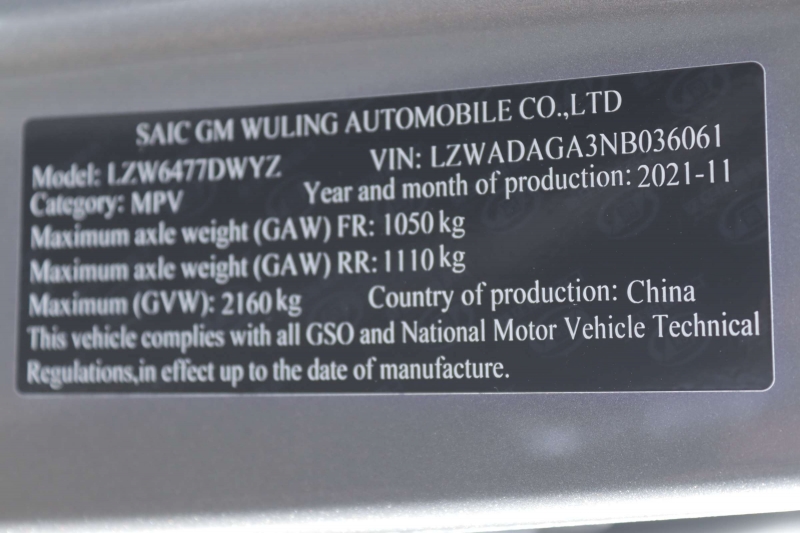 SAIC GM WULING AUTOMOBILE CO.,LTD
Model: LZW6477DWYZ VIN: LZWADAGA3NB036061
Category: MPV Year and month of production: 2021-11
Maximum axle weight (GAW) FR: 1050 kg
Maximum axle weight (GAW) RR: 1110 kg
Maximum (GVW): 2160 kg Country of production: China
This vehicle complies with all GSO and National Motor Vehicle Technical
Regulations,in effect up to the date of manufacture.